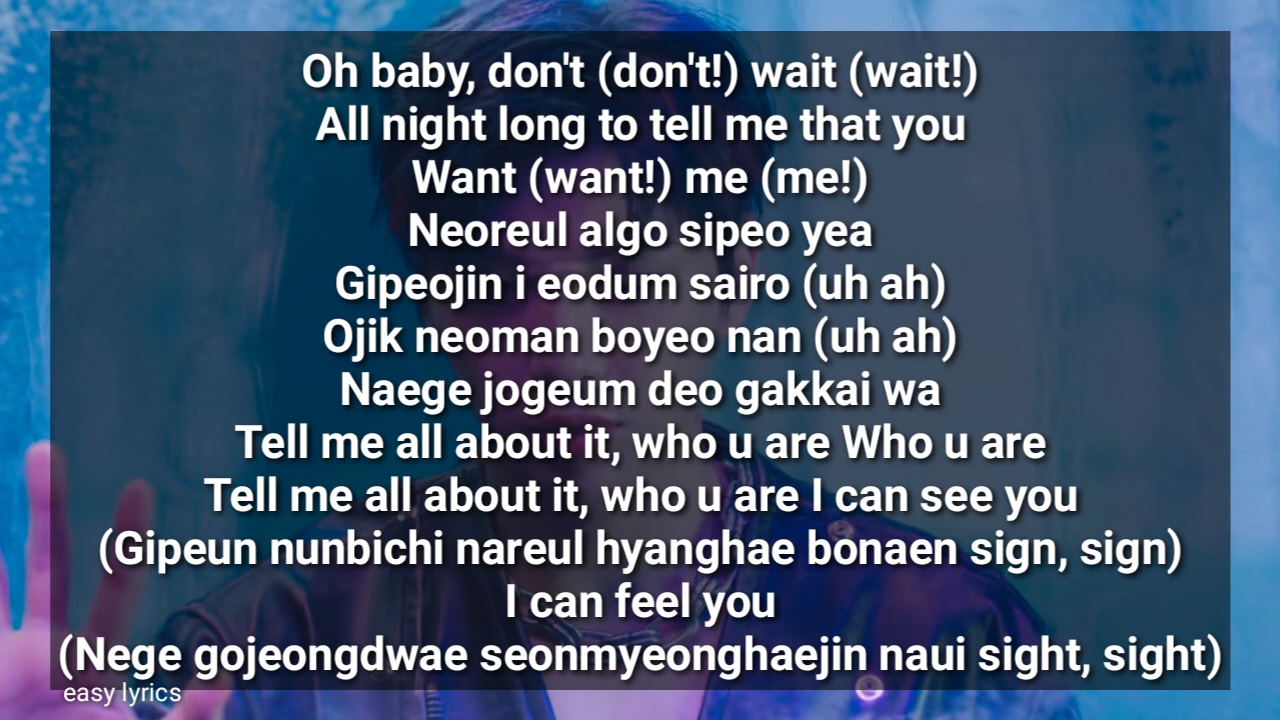 Oh baby, don't (don't!) wait (wait!)
All night long to tell me that you
Want (want!) me (me!)
Neoreul algo sipeo yea
Gipeojin i eodum sairo (uh ah)
Ojik neoman boyeo nan (uh ah)
Naege jogeum deo gakkai wa
Tell me all about it, who u are Who u are
Tell me all about it, who u are I can see you
(Gipeun nunbichi nareul hyanghae bonaen sign, sign)
I can feel you
(Nege gojeongdwae seonmyeonghaejin naui sight, sight)
easy lyrics